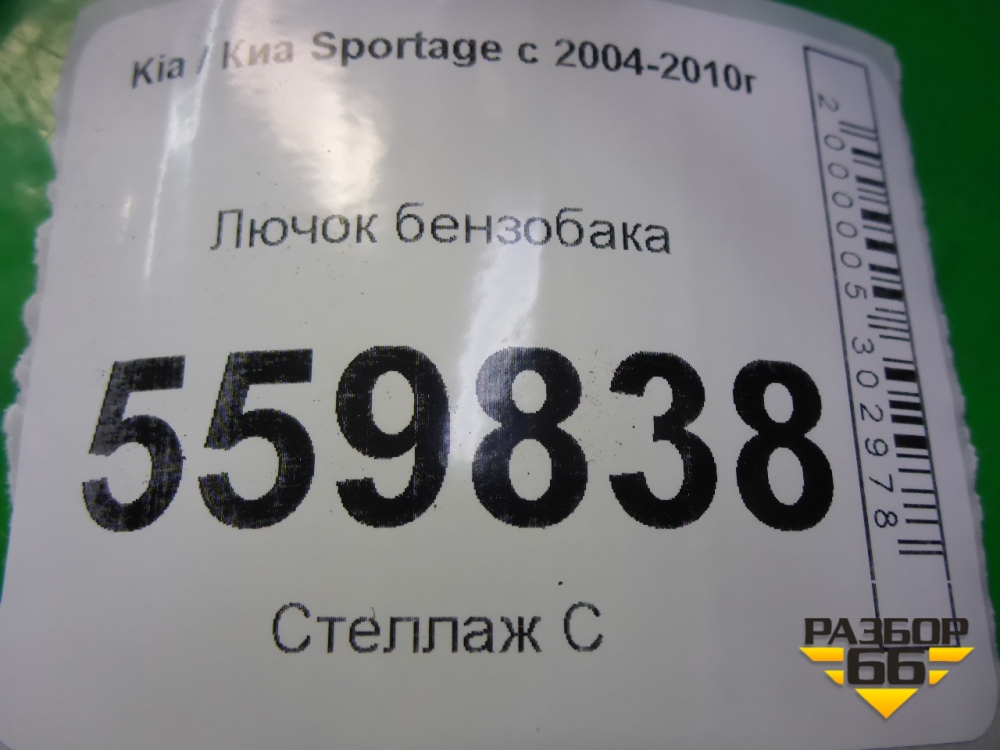 Kia / Киа Sportage с 2004-2010г
Лючок бензобака
559838
Стеллаж С
2000005302978
РАЗБОР
66